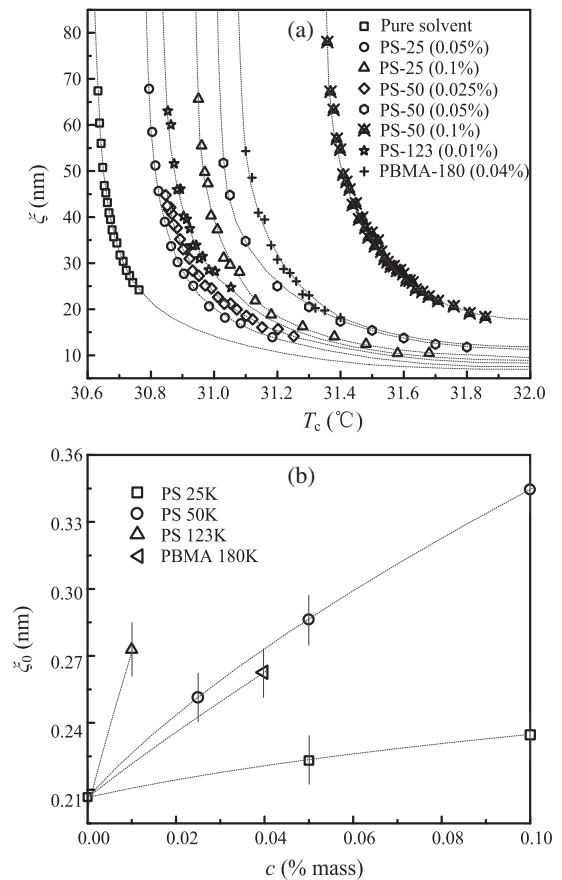 (a)
Pure solvent
PS-25 (0.05%)
PS-25 (0.1%)
PS-50 (0.025%)
PS-50 (0.05%)
PS-50 (0.1%)
PS-123 (0.01%)
PBMA-180 (0.04%)
80
70
60
50
40
30
20
10
ξ (nm)
30.6 30.8 31.0 31.2 31.4 31.6 31.8 32.0
Tc (℃)
(b)
PS 25K
PS 50K
PS 123K
PBMA 180K
0.36
0.33
0.30
0.27
0.24
0.21
ξ0 (nm)
0.00 0.02 0.04 0.06 0.08 0.10
c (% mass)